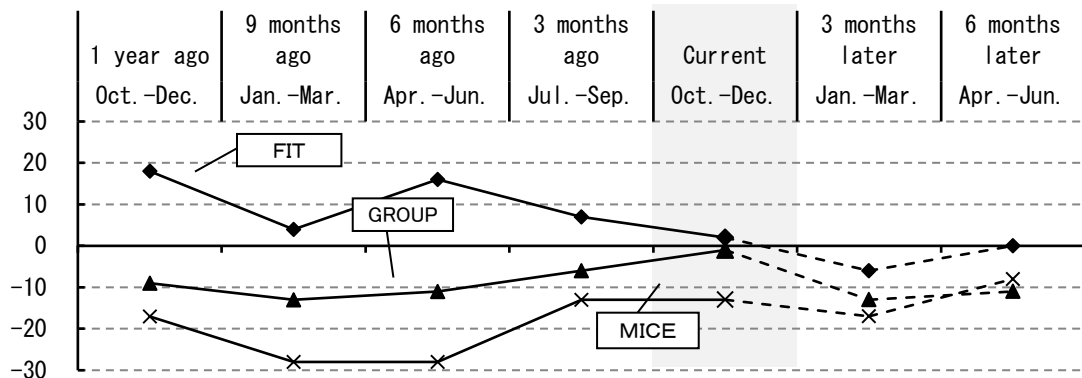 9 months 6 months 3 months 3 months 6 months
1 year ago ago ago ago Current later later
Oct.-Dec. Jan.-Mar. Apr.-Jun. Jul.-Sep. Oct.-Dec. Jan.-Mar. Apr.-Jun.
30
20
FIT
10
GROUP
0
-10
-20
MICE
-30